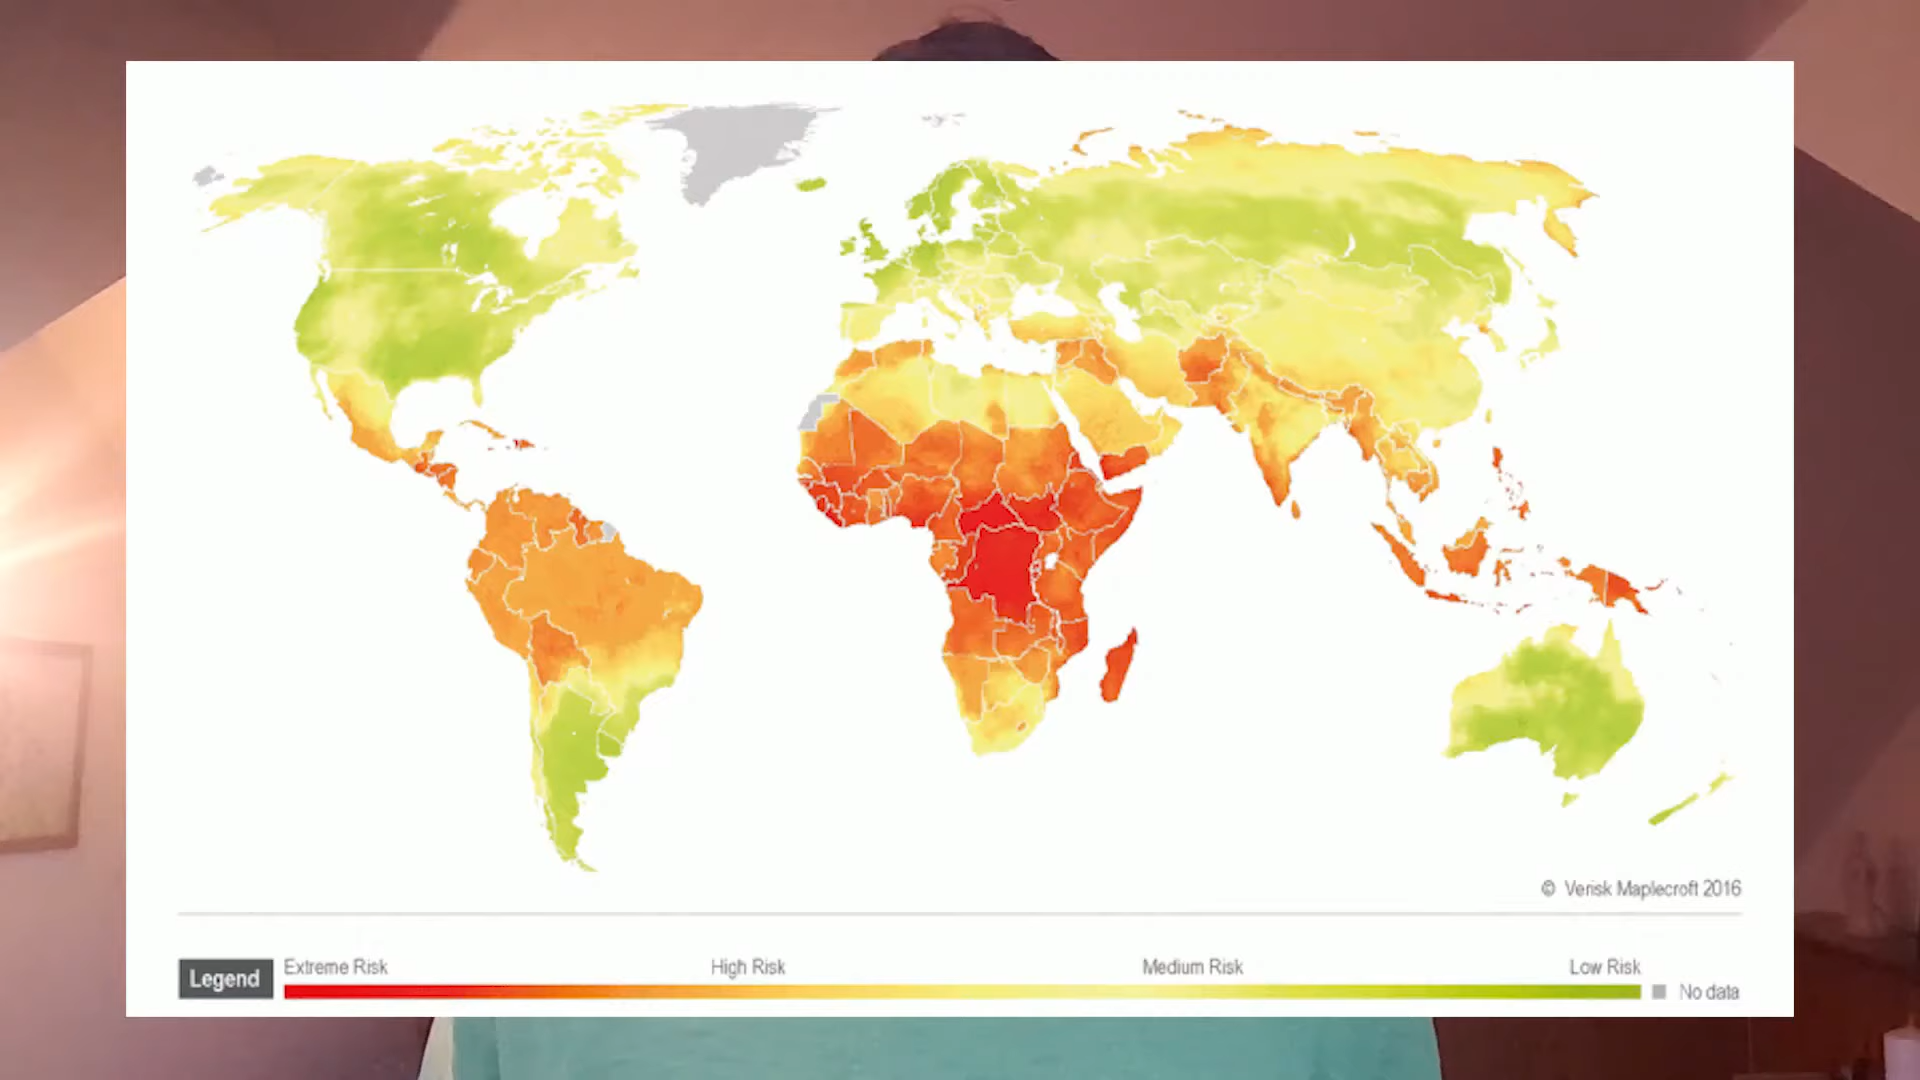 © Verisk Maplecroft 2016
Legend
Extreme Risk
High Risk
Medium Risk
Low Risk
No data